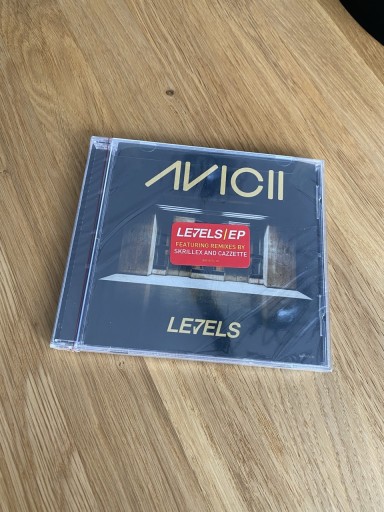 AVICII
LE7ELS|EP
FEATURING REMIXES BY
SKRILLEX AND CAZZETTE
LE7ELS